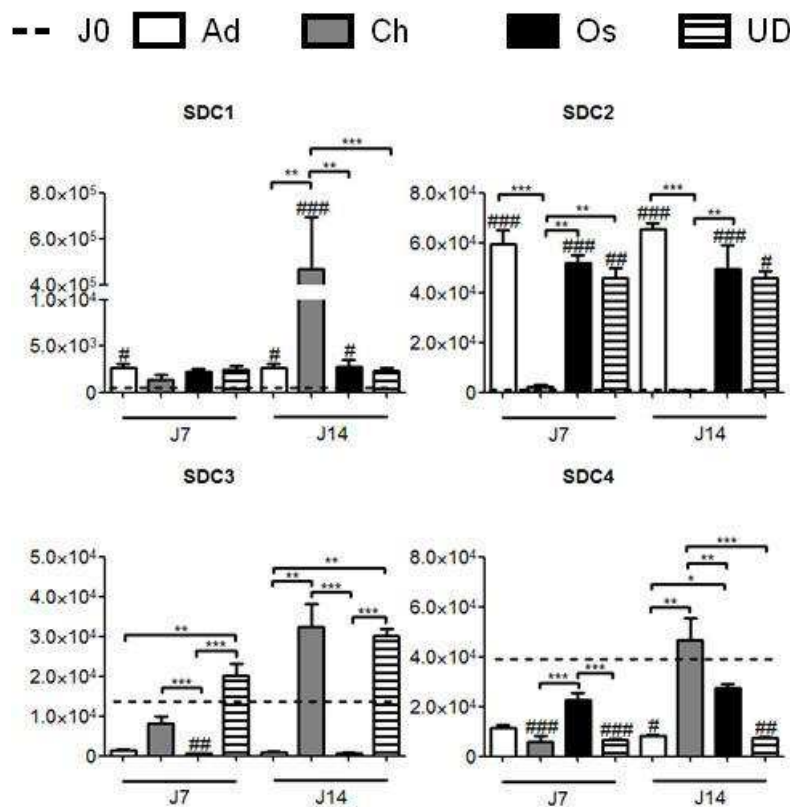 J0 Ad Ch Os UD
SDC1 SDC2
***
** **
###
8.0×10⁵
6.0×10⁵
4.0×10⁵
1.0×10⁴
5.0×10³
0
# # #
J7 J14
8.0×10⁴
6.0×10⁴
4.0×10⁴
2.0×10⁴
0
*** ** **
### ### ##
*** **
### ### #
J7 J14
SDC3 SDC4
5.0×10⁴
4.0×10⁴
3.0×10⁴
2.0×10⁴
1.0×10⁴
0
** *** ***
##
** ** *** ***
J7 J14
8.0×10⁴
6.0×10⁴
4.0×10⁴
2.0×10⁴
0
*** ***
### ###
*** ** * **
# ##
J7 J14